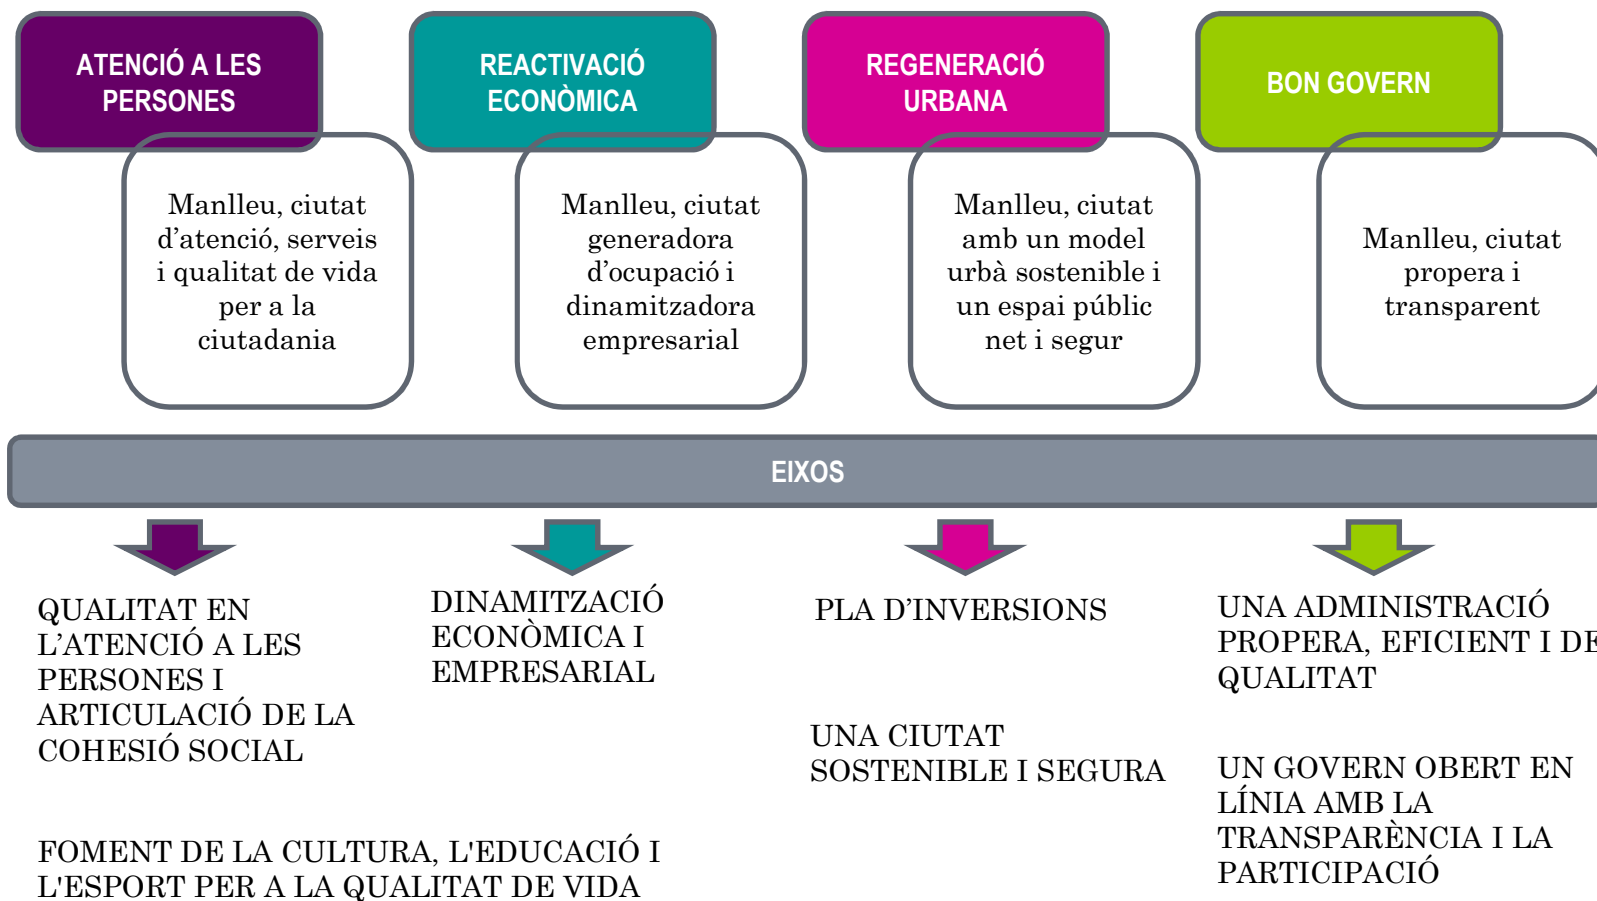 ATENCIÓ A LES
PERSONES
Manlleu, ciutat
d’atenció, serveis
i qualitat de vida
per a la
ciutadania
REACTIVACIÓ
ECONÒMICA
Manlleu, ciutat
generadora
d’ocupació i
dinamitzadora
empresarial
REGENERACIÓ
URBANA
Manlleu, ciutat
amb un model
urbà sostenible i
un espai públic
net i segur
BON GOVERN
Manlleu, ciutat
propera i
transparent
EIXOS
QUALITAT EN
L’ATENCIÓ A LES
PERSONES I
ARTICULACIÓ DE LA
COHESIÓ SOCIAL
FOMENT DE LA CULTURA, L'EDUCACIÓ I
L'ESPORT PER A LA QUALITAT DE VIDA
DINAMITZACIÓ
ECONÒMICA I
EMPRESARIAL
PLA D’INVERSIONS
UNA CIUTAT
SOSTENIBLE I SEGURA
UNA ADMINISTRACIÓ
PROPERA, EFICIENT I DE
QUALITAT
UN GOVERN OBERT EN
LÍNIA AMB LA
TRANSPARÈNCIA I LA
PARTICIPACIÓ